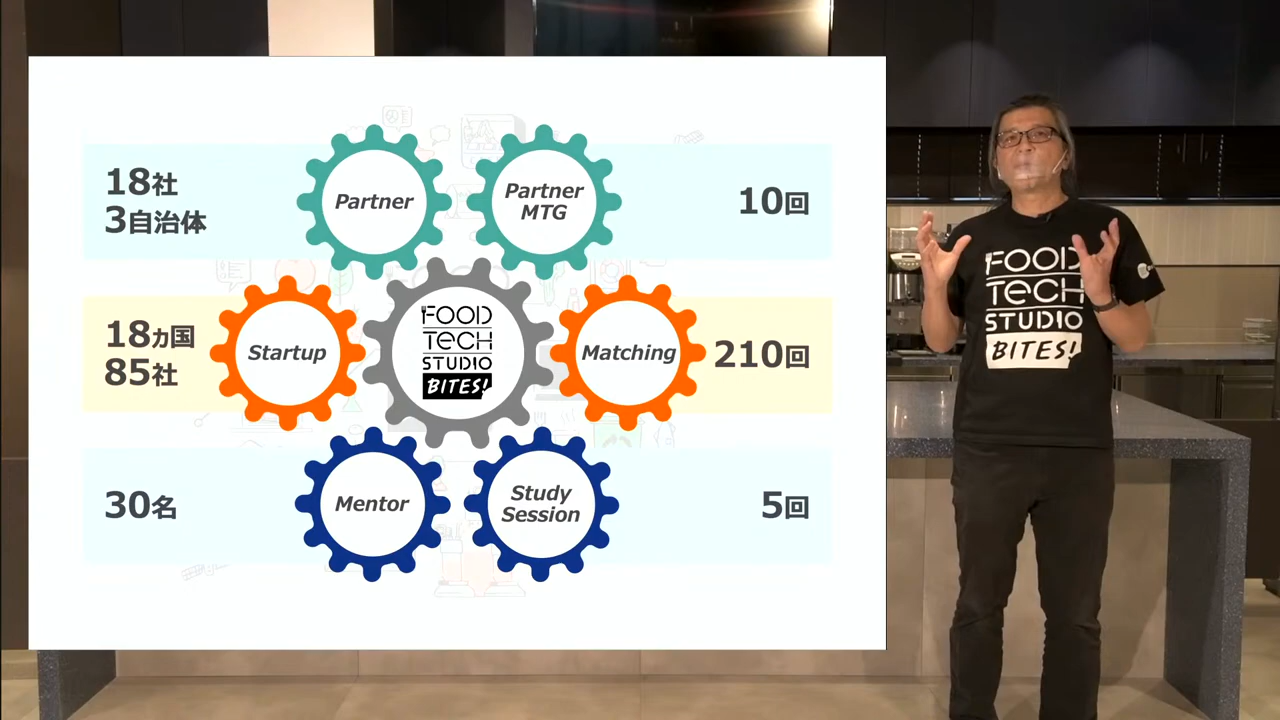 18社
3自治体
Partner
Partner
MTG
10回
18カ国
85社
Startup
FOOD
TECH
STUDIO
BITES!
Matching
210回
30名
Mentor
Study
Session
5回
FOOD
TECH
STUDIO
BITES!